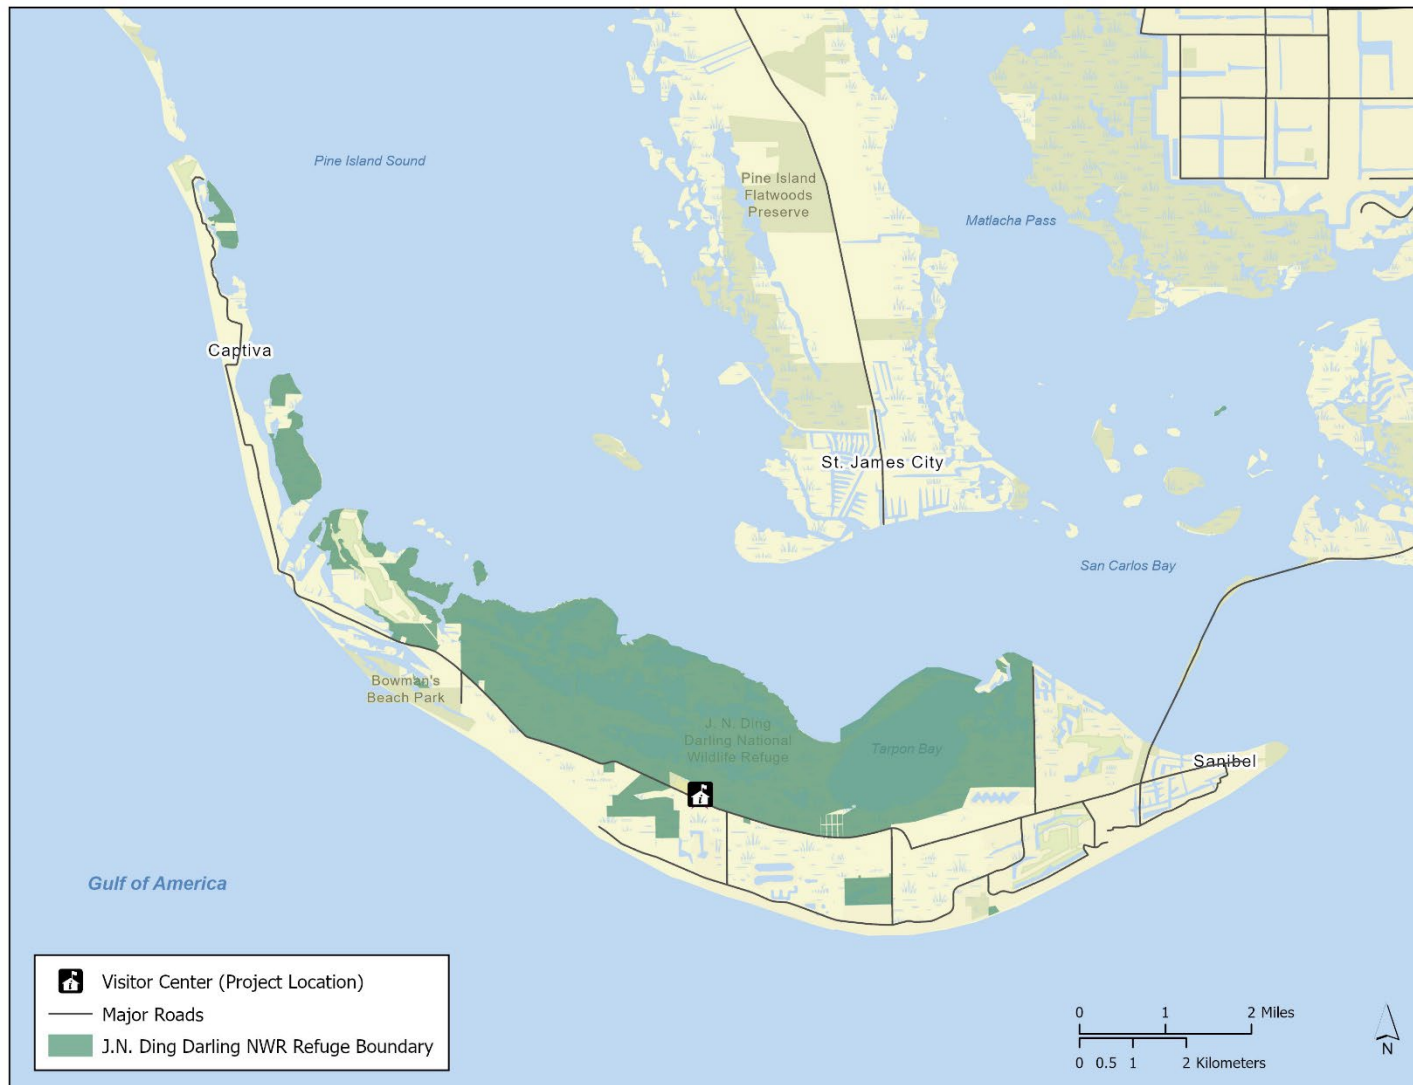 Pine Island Sound
Pine Island
Flatwoods
Preserve
Matlacha Pass
Captiva
St. James City
San Carlos Bay
Bowman's
Beach Park
J. N. Ding
Darling National
Wildlife Refuge
Tarpon Bay
Sanibel
Gulf of America
Visitor Center (Project Location)
Major Roads
J.N. Ding Darling NWR Refuge Boundary
0 1 2 Miles
0 0.5 1 2 Kilometers
N